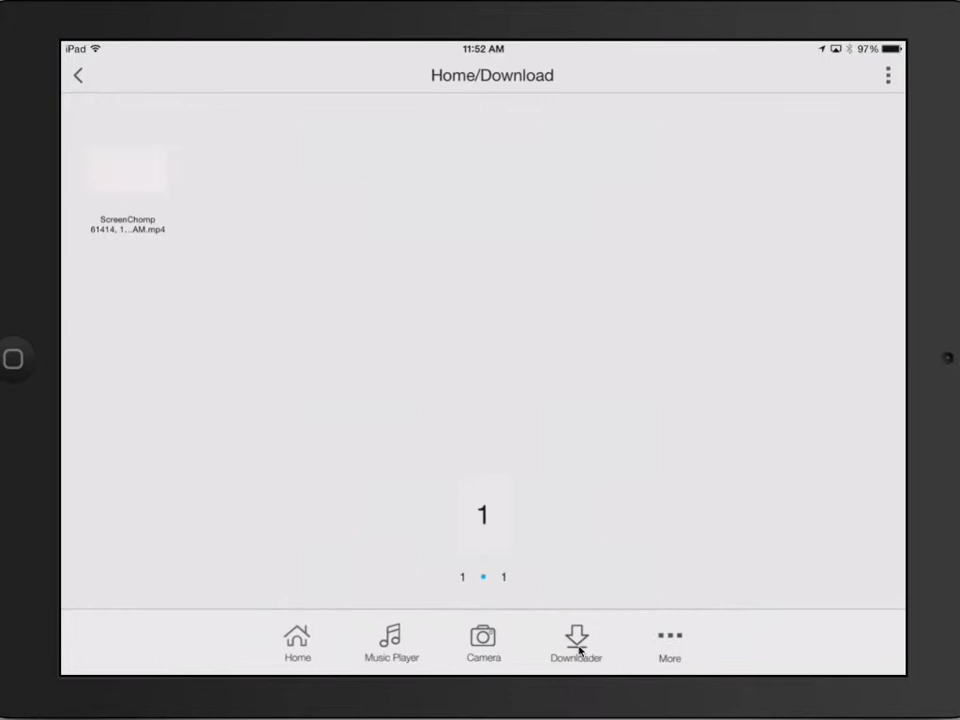 iPad 11:52 AM 97%
Home/Download
ScreenChomp
61414, 1...AM.mp4
1
1 1
Home Music Player Camera Downloader More